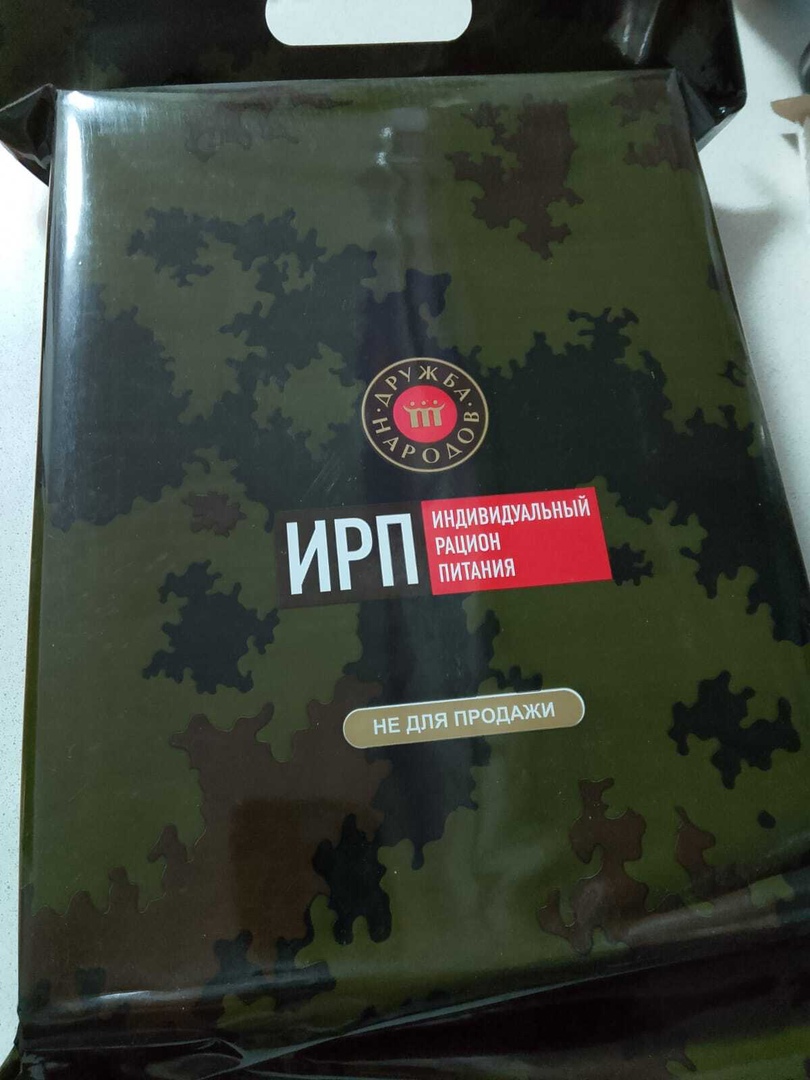 ДРУЖБА
НАРОДОВ
ИРП
ИНДИВИДУАЛЬНЫЙ
РАЦИОН
ПИТАНИЯ
НЕ ДЛЯ ПРОДАЖИ